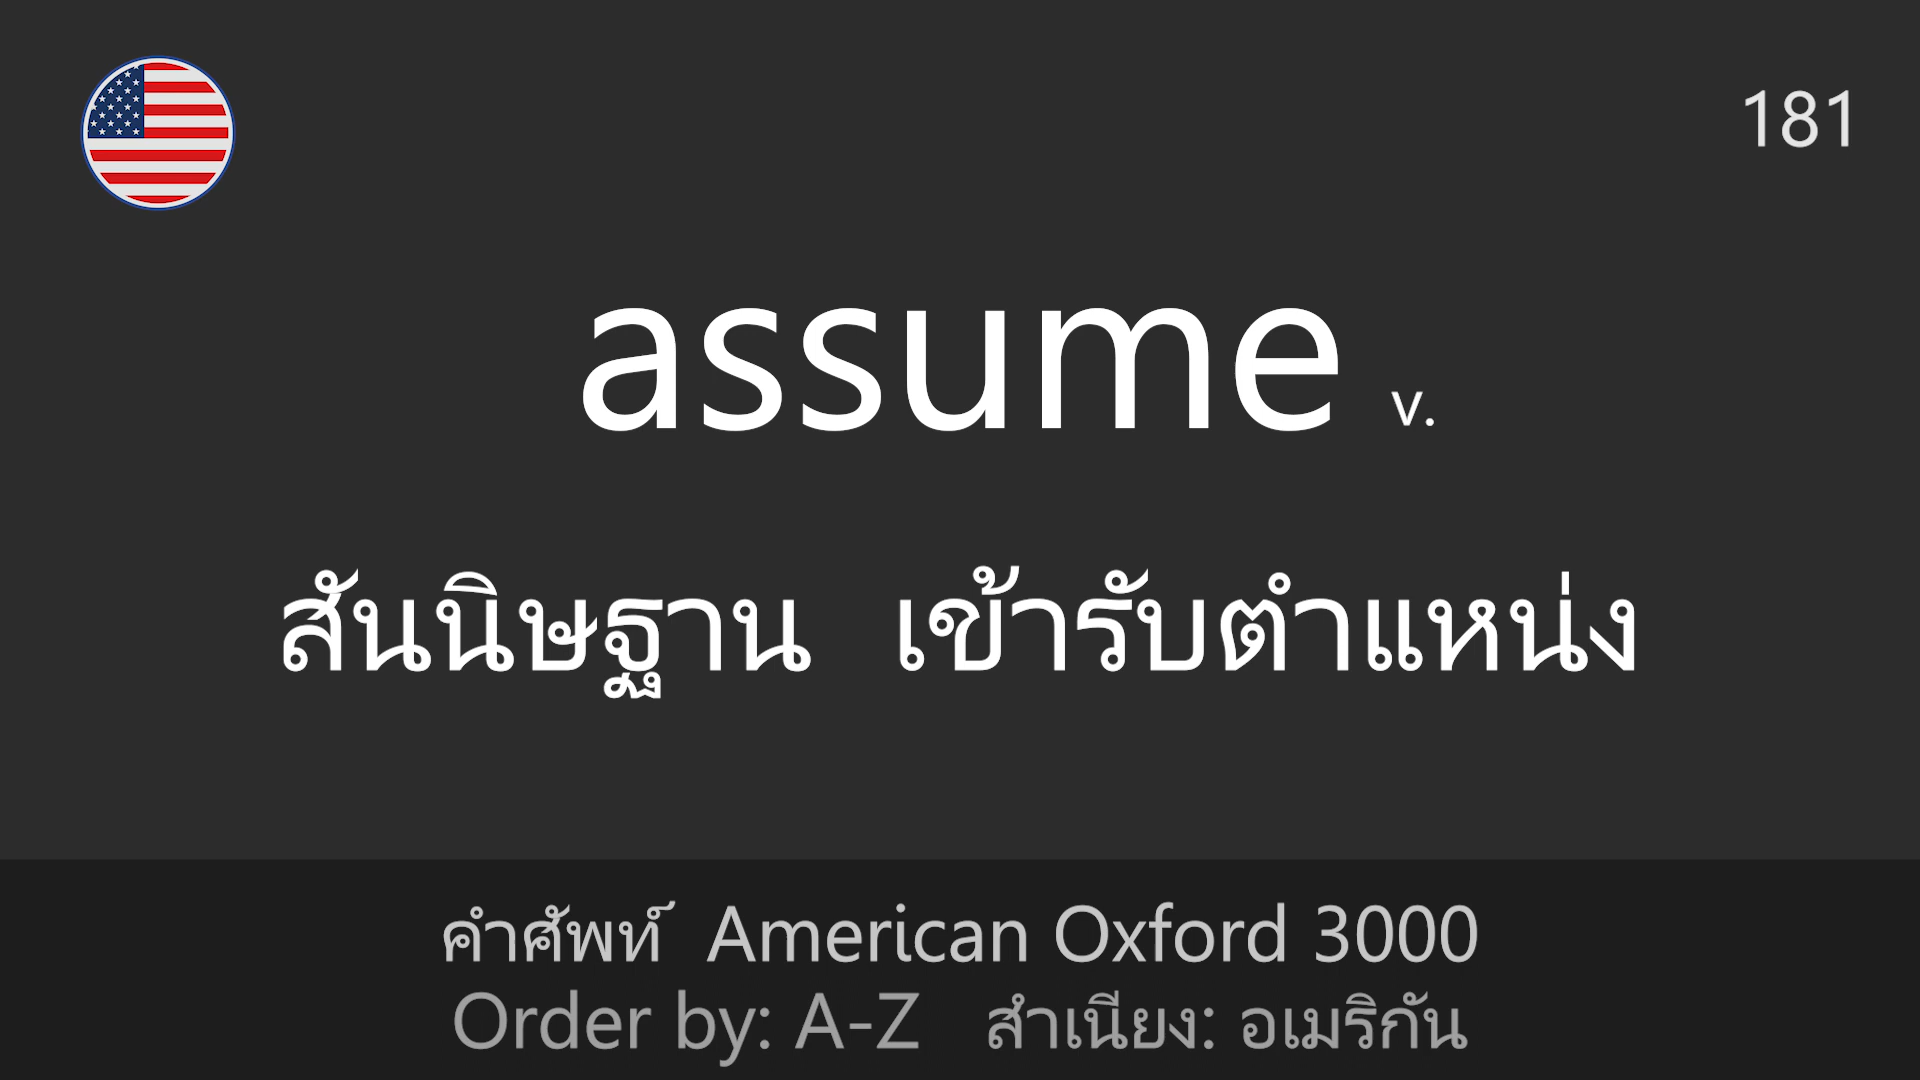 181
assume v.
สันนิษฐาน เข้ารับตำแหน่ง
คำศัพท์ American Oxford 3000
Order by: A-Z สำเนียง: อเมริกัน